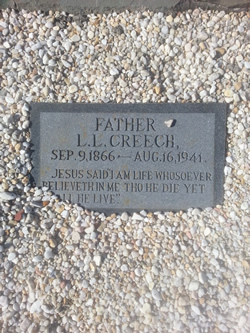 FATHER
L.L. CREECH,
SEP. 9, 1866 — AUG. 16, 1941.
"JESUS SAID I AM LIFE WHOSOEVER
BELIEVETH IN ME THO HE DIE YET
HE LIVE".